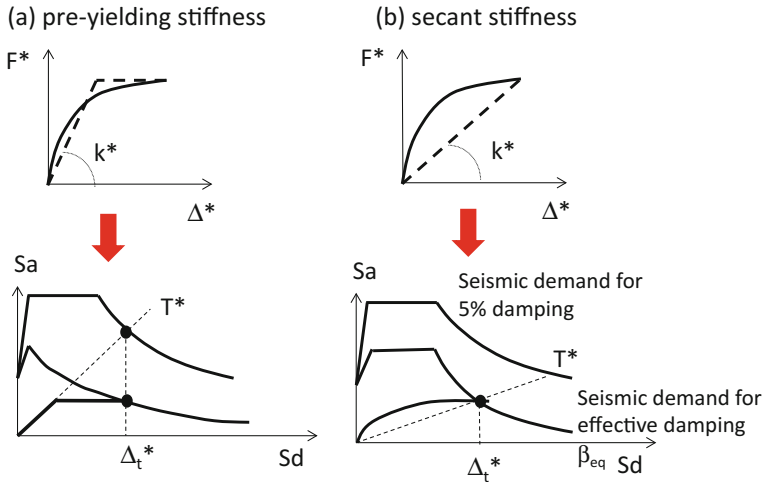 (a) pre-yielding stiffness
(b) secant stiffness
F*
k*
Δ*
F*
k*
Δ*
Sa
T*
Δt*
Sd
Sa
Seismic demand for
5% damping
T*
Seismic demand for
effective damping
βeq
Δt*
Sd